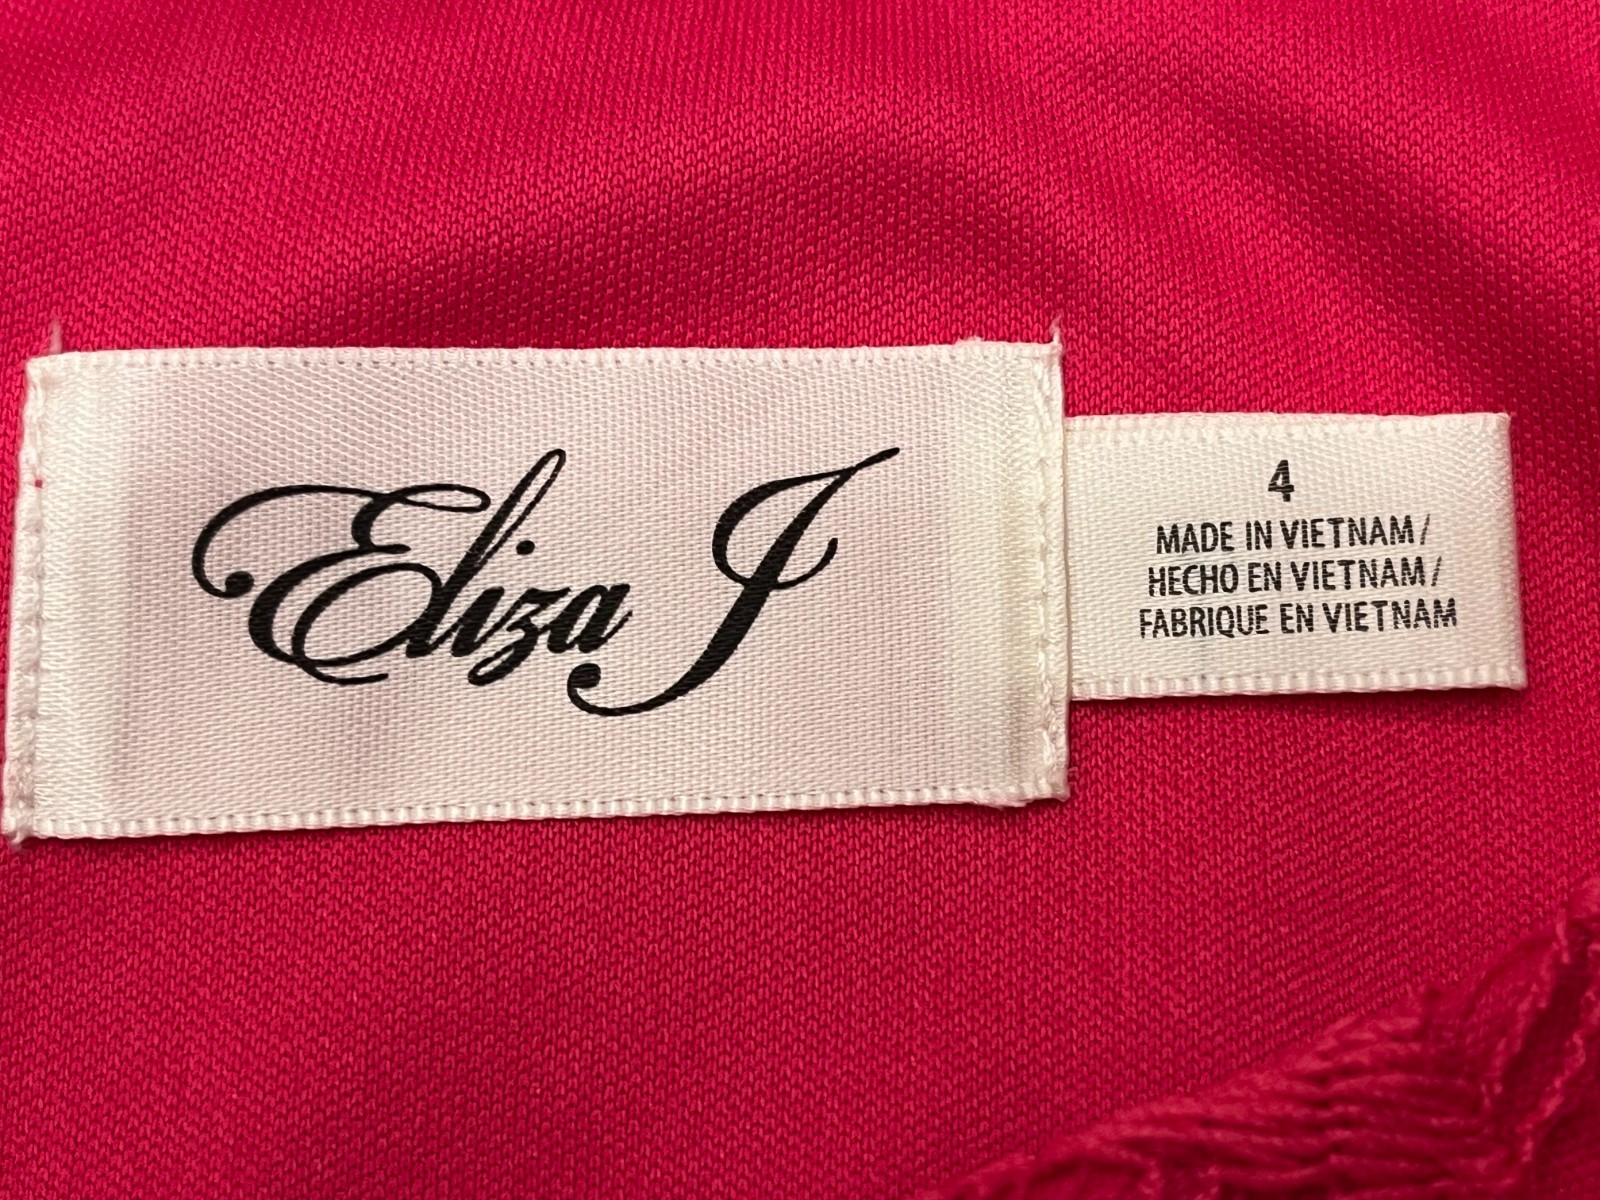 Eliza J
4
MADE IN VIETNAM/
HECHO EN VIETNAM/
FABRIQUE EN VIETNAM